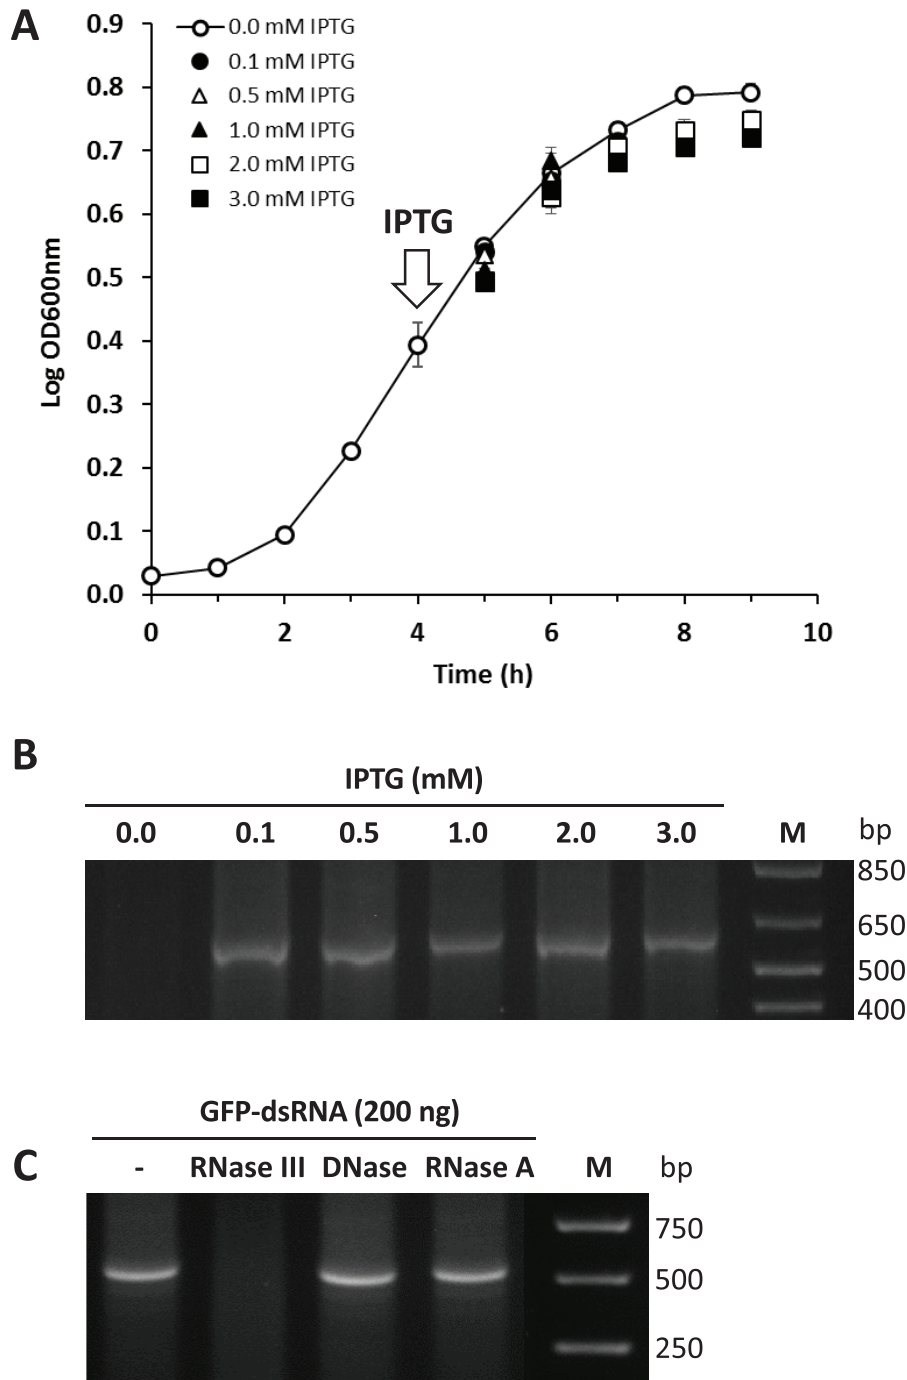 A
0.9
0.8
0.7
0.6
0.5
0.4
0.3
0.2
0.1
0.0
Log OD600nm
0.0 mM IPTG
0.1 mM IPTG
0.5 mM IPTG
1.0 mM IPTG
2.0 mM IPTG
3.0 mM IPTG
IPTG
0 2 4 6 8 10
Time (h)
B
IPTG (mM)
0.0 0.1 0.5 1.0 2.0 3.0 M bp
850
650
500
400
GFP-dsRNA (200 ng)
C - RNase III DNase RNase A M bp
750
500
250